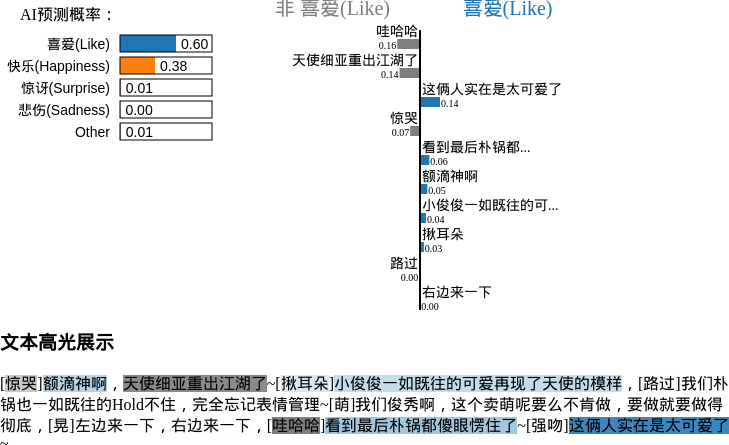 AI预测概率：
喜爱(Like) 0.60
快乐(Happiness) 0.38
惊讶(Surprise) 0.01
悲伤(Sadness) 0.00
Other 0.01
非 喜爱(Like) 喜爱(Like)
哇哈哈
0.16
天使细亚重出江湖了
0.14
这俩人实在是太可爱了
0.14
惊哭
0.07
看到最后朴锅都...
0.06
额滴神啊
0.05
小俊俊一如既往的可...
0.04
揪耳朵
0.03
路过
0.00
右边来一下
0.00
文本高光展示
[惊哭]额滴神啊，天使细亚重出江湖了~[揪耳朵]小俊俊一如既往的可爱再现了天使的模样，[路过]我们朴
锅也一如既往的Hold不住，完全忘记表情管理~[萌]我们俊秀啊，这个卖萌呢要么不肯做，要做就要做得
彻底，[晃]左边来一下，右边来一下，[哇哈哈]看到最后朴锅都傻眼愣住了~[强吻]这俩人实在是太可爱了
~